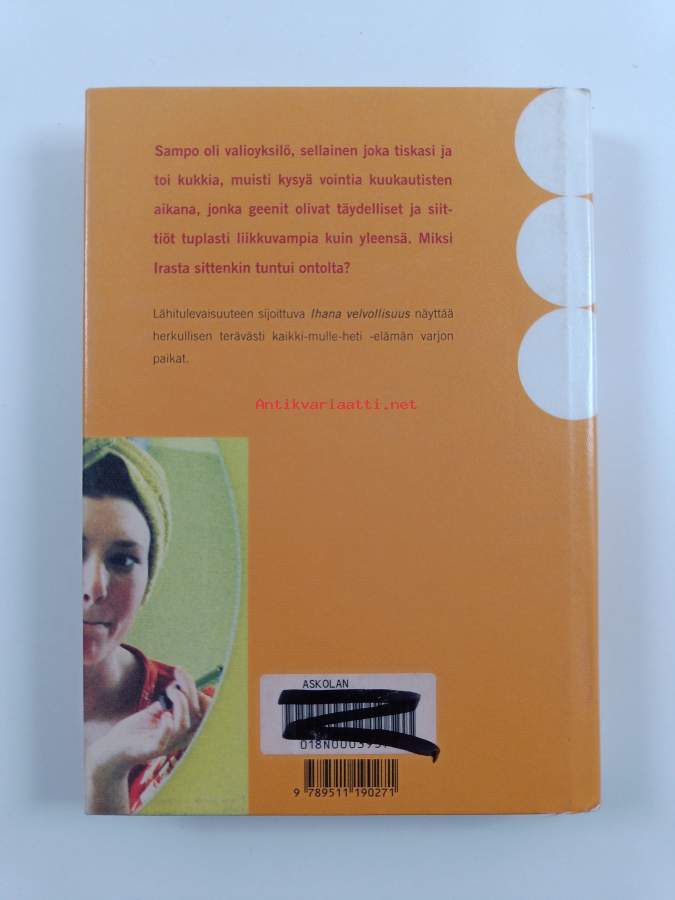 Sampo oli valioyksilö, sellainen joka tiskasi ja
toi kukkia, muisti kysyä vointia kuukautisten
aikana, jonka geenit olivat täydelliset ja siit-
tiöt tuplasti liikkuvampia kuin yleensä. Miksi
Irasta sittenkin tuntui ontolta?
Lähitulevaisuuteen sijoittuva Ihana velvollisuus näyttää
herkullisen terävästi kaikki-mulle-heti -elämän varjon
paikat.
Antikvariaatti.net
ASKOLAN
9 789511 190271